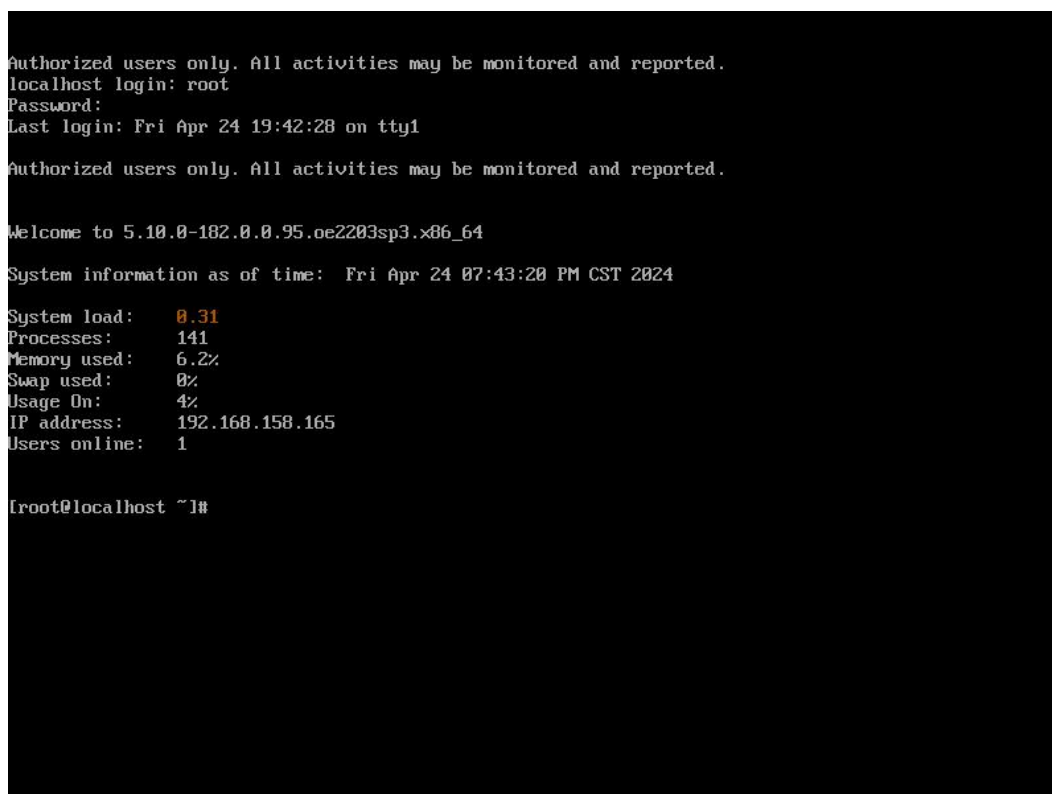 Authorized users only. All activities may be monitored and reported.
localhost login: root
Password:
Last login: Fri Apr 24 19:42:28 on tty1
Authorized users only. All activities may be monitored and reported.
Welcome to 5.10.0-182.0.0.95.oe2203sp3.x86_64
System information as of time:  Fri Apr 24 07:43:20 PM CST 2024
System load:    0.31
Processes:      141
Memory used:    6.2%
Swap used:      0%
Usage On:       4%
IP address:     192.168.158.165
Users online:   1
[root@localhost ~]#